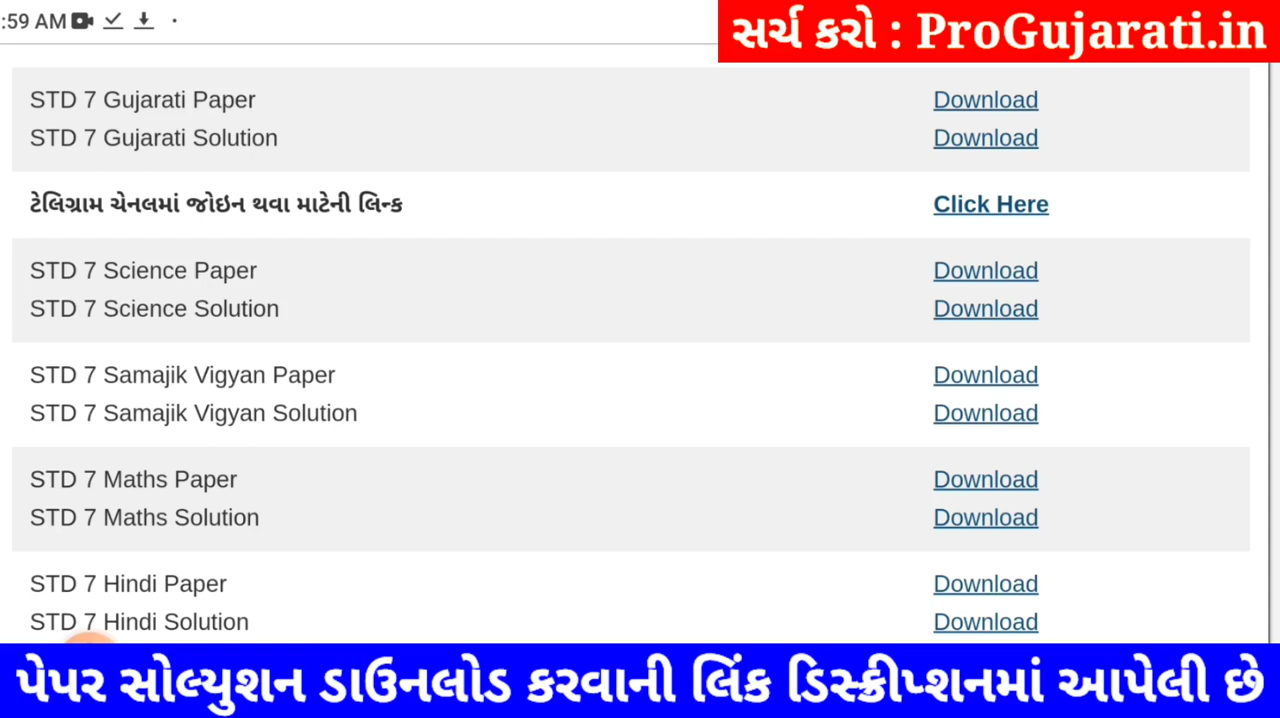 :59 AM
સર્ચ કરો : ProGujarati.in
STD 7 Gujarati Paper Download
STD 7 Gujarati Solution Download
ટેલિગ્રામ ચેનલમાં જોઇન થવા માટેની લિન્ક Click Here
STD 7 Science Paper Download
STD 7 Science Solution Download
STD 7 Samajik Vigyan Paper Download
STD 7 Samajik Vigyan Solution Download
STD 7 Maths Paper Download
STD 7 Maths Solution Download
STD 7 Hindi Paper Download
STD 7 Hindi Solution Download
પેપર સોલ્યુશન ડાઉનલોડ કરવાની લિંક ડિસ્ક્રીપ્શનમાં આપેલી છે